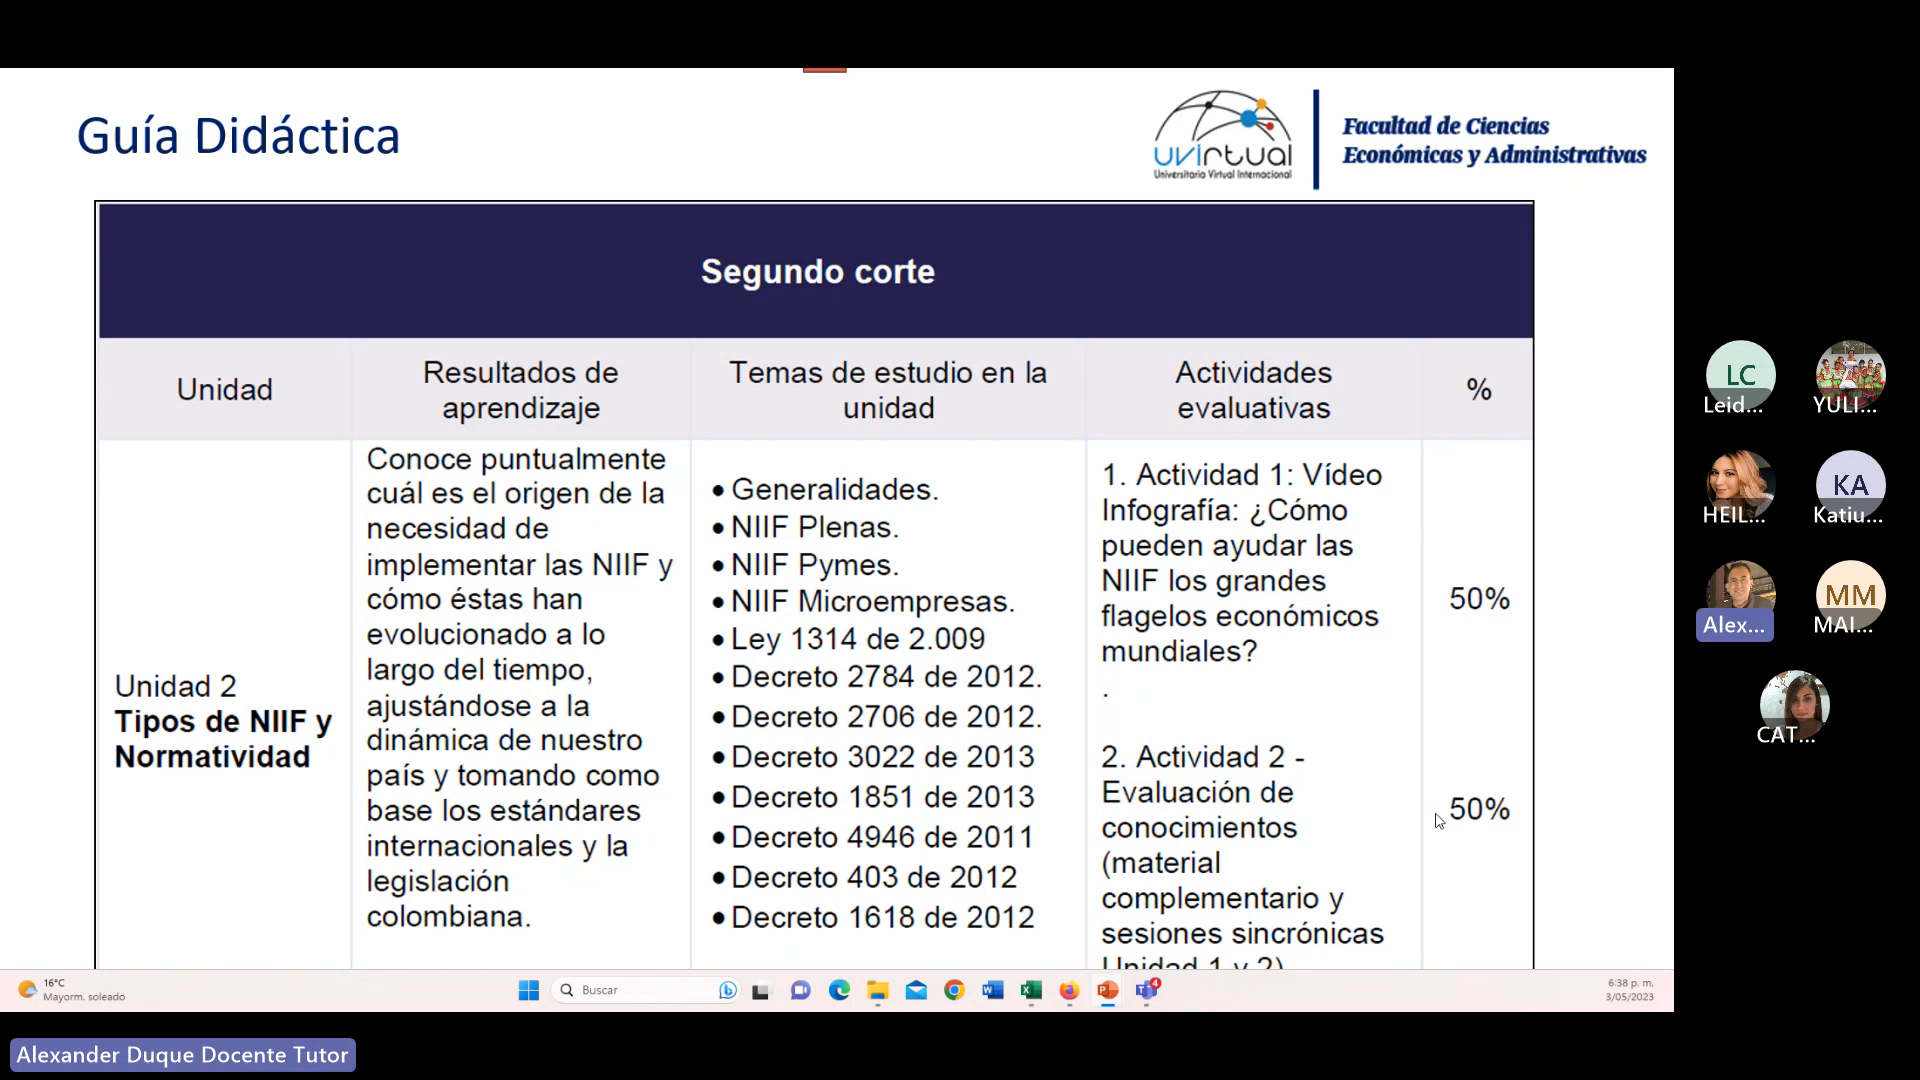 Guía Didáctica
uvirtual
Universitaria Virtual Internacional
Facultad de Ciencias
Económicas y Administrativas
Segundo corte
Unidad
Resultados de
aprendizaje
Temas de estudio en la
unidad
Actividades
evaluativas
%
Unidad 2
Tipos de NIIF y
Normatividad
Conoce puntualmente
cuál es el origen de la
necesidad de
implementar las NIIF y
cómo éstas han
evolucionado a lo
largo del tiempo,
ajustándose a la
dinámica de nuestro
país y tomando como
base los estándares
internacionales y la
legislación
colombiana.
• Generalidades.
• NIIF Plenas.
• NIIF Pymes.
• NIIF Microempresas.
• Ley 1314 de 2.009
• Decreto 2784 de 2012.
• Decreto 2706 de 2012.
• Decreto 3022 de 2013
• Decreto 1851 de 2013
• Decreto 4946 de 2011
• Decreto 403 de 2012
• Decreto 1618 de 2012
1. Actividad 1: Vídeo
Infografía: ¿Cómo
pueden ayudar las
NIIF los grandes
flagelos económicos
mundiales?
.
2. Actividad 2 -
Evaluación de
conocimientos
(material
complementario y
sesiones sincrónicas
Unidad 1 y 2)
50%
50%
LC
Leid...
YULI...
HEIL...
KA
Katiu...
Alex...
MM
MAI...
CAT...
16°C
Mayorm. soleado
Buscar
4
6:38 p. m.
3/05/2023
Alexander Duque Docente Tutor